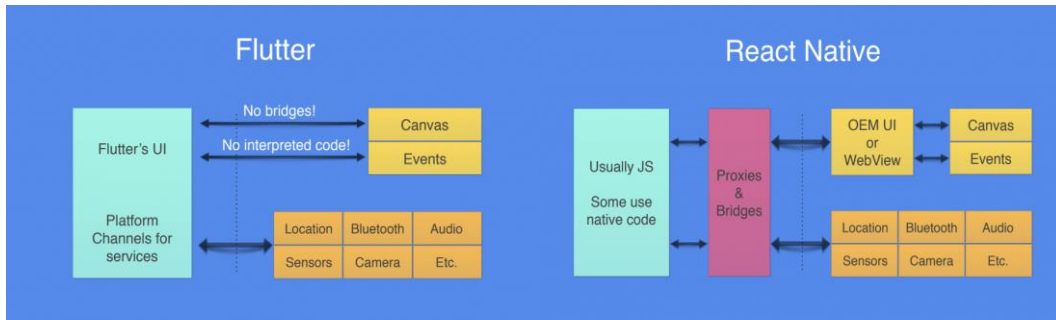 Flutter
No bridges!
No interpreted code!
Flutter's UI
Platform
Channels for
services
Canvas
Events
Location Bluetooth Audio
Sensors Camera Etc.
React Native
Usually JS
Some use
native code
Proxies
&
Bridges
OEM UI
or
WebView
Canvas
Events
Location Bluetooth Audio
Sensors Camera Etc.